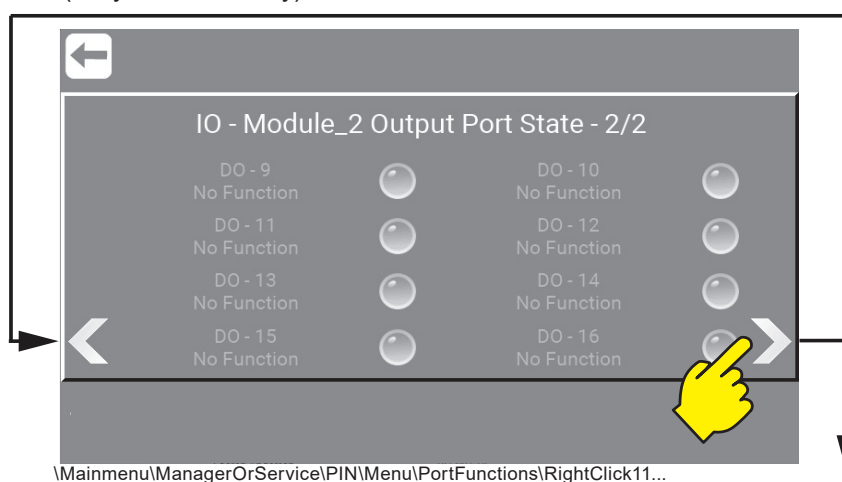 IO - Module_2 Output Port State - 2/2
DO - 9
No Function
DO - 10
No Function
DO - 11
No Function
DO - 12
No Function
DO - 13
No Function
DO - 14
No Function
DO - 15
No Function
DO - 16
No Function
\Mainmenu\ManagerOrService\PIN\Menu\PortFunctions\RightClick11...